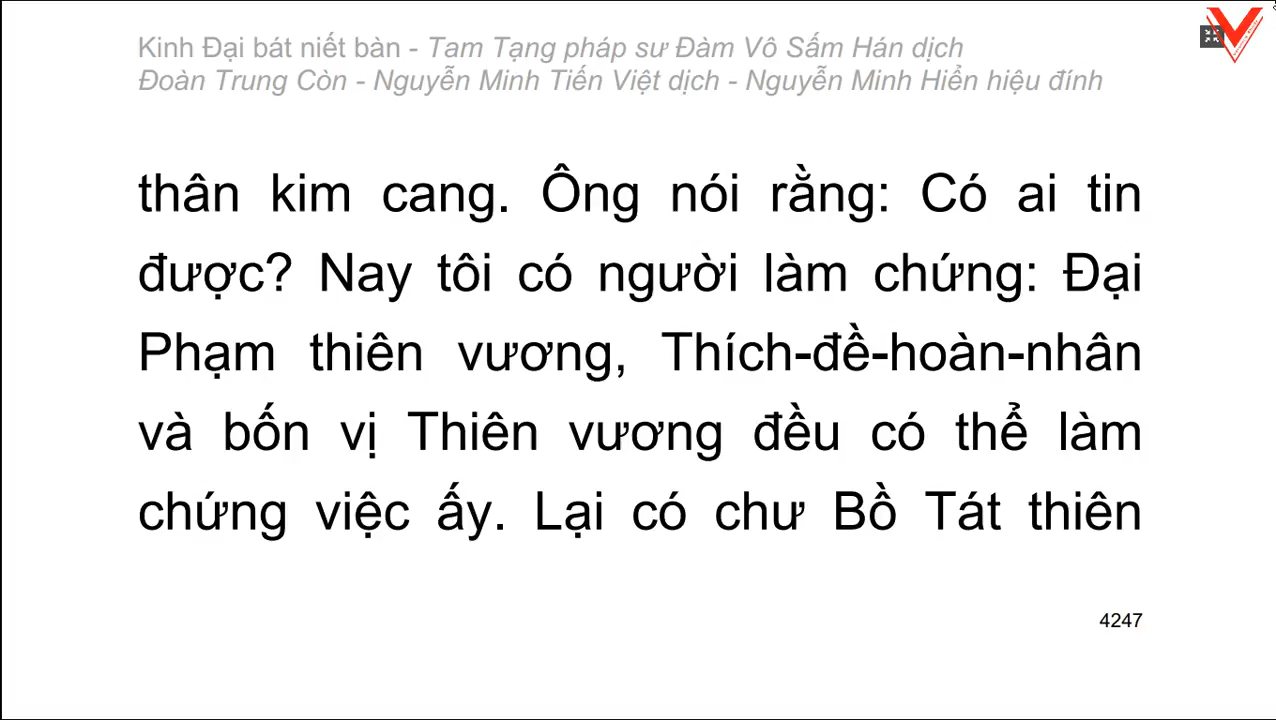 Kinh Đại bát niết bàn - Tam Tạng pháp sư Đàm Vô Sấm Hán dịch
Đoàn Trung Còn - Nguyễn Minh Tiến Việt dịch - Nguyễn Minh Hiển hiệu đính
thân kim cang. Ông nói rằng: Có ai tin
được? Nay tôi có người làm chứng: Đại
Phạm thiên vương, Thích-đề-hoàn-nhân
và bốn vị Thiên vương đều có thể làm
chứng việc ấy. Lại có chư Bồ Tát thiên
4247